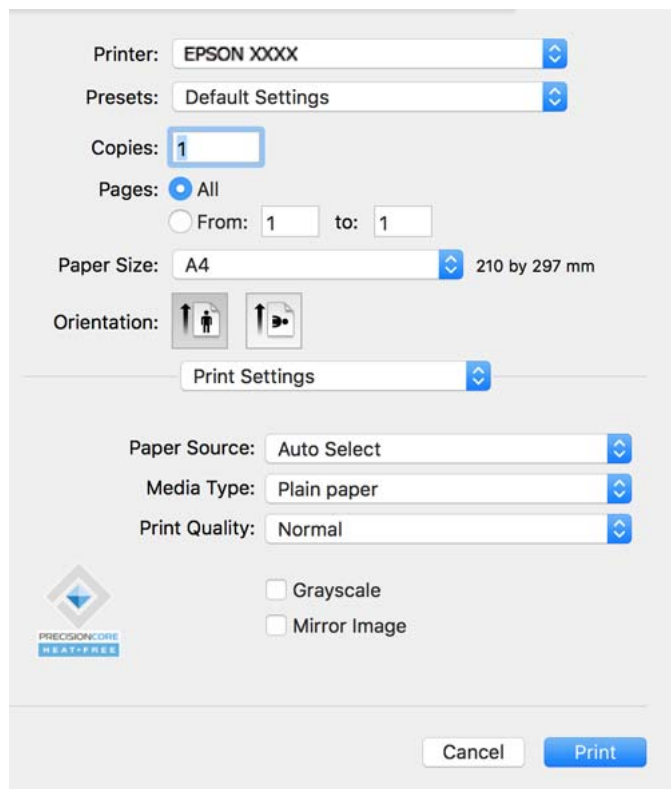 Printer: EPSON XXXX
Presets: Default Settings
Copies: 1
Pages: All
From: 1 to: 1
Paper Size: A4 210 by 297 mm
Orientation:
Print Settings
Paper Source: Auto Select
Media Type: Plain paper
Print Quality: Normal
Grayscale
Mirror Image
PRECISIONCORE
HEAT-FREE
Cancel Print